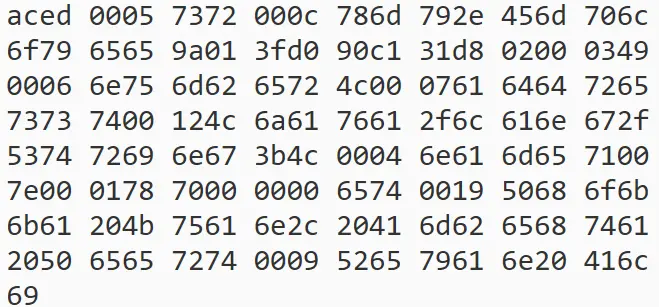 aced 0005 7372 000c 786d 792e 456d 706c
6f79 6565 9a01 3fd0 90c1 31d8 0200 0349
0006 6e75 6d62 6572 4c00 0761 6464 7265
7373 7400 124c 6a61 7661 2f6c 616e 672f
5374 7269 6e67 3b4c 0004 6e61 6d65 7100
7e00 0178 7000 0000 6574 0019 5068 6f6b
6b61 204b 7561 6e2c 2041 6d62 6568 7461
2050 6565 7274 0009 5265 7961 6e20 416c
69